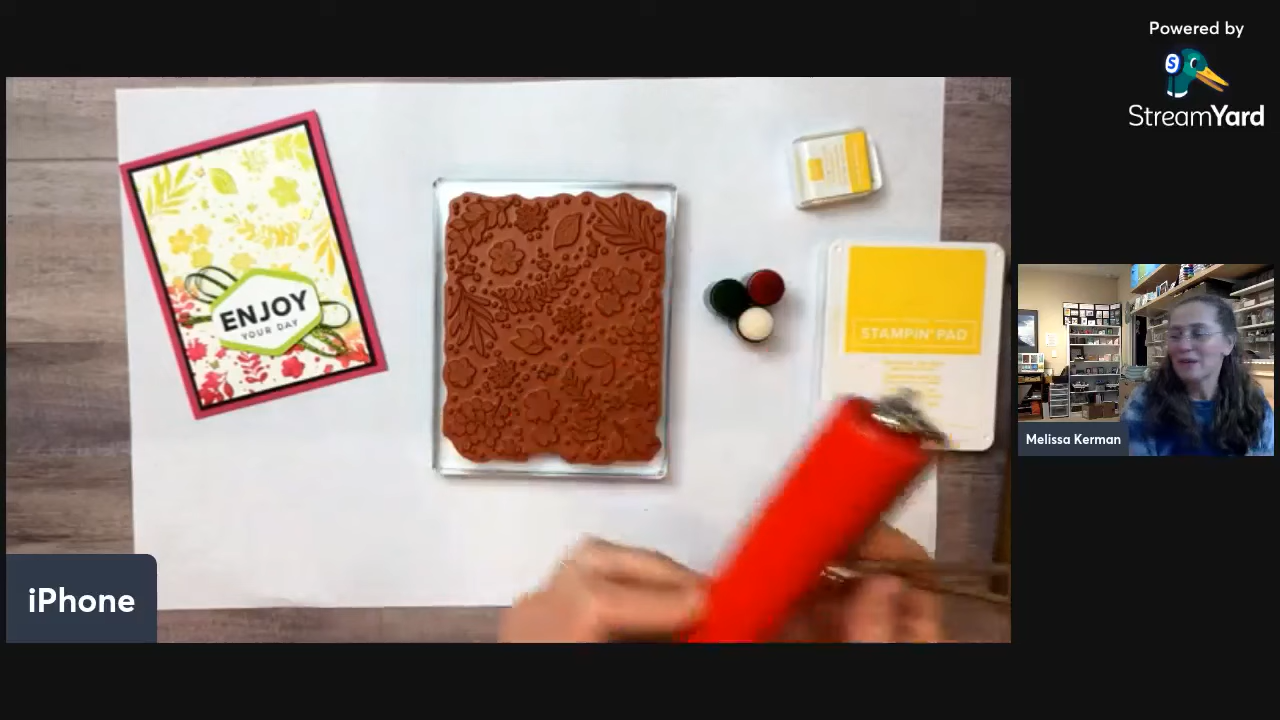 Powered by
S
StreamYard
ENJOY
YOUR DAY
STAMPIN' PAD
Melissa Kerman
iPhone